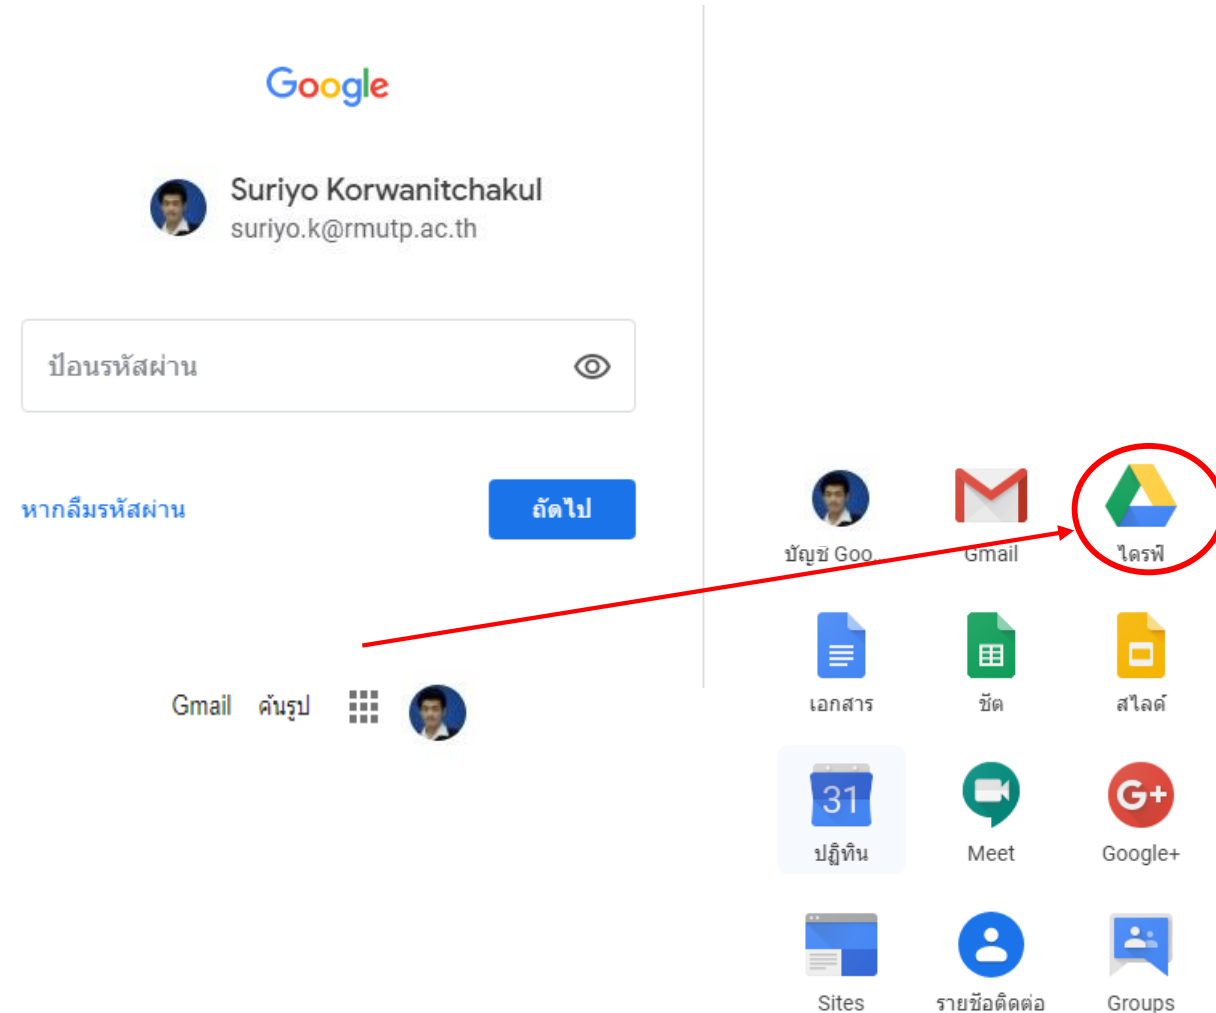 Google
Suriyo Korwanitchakul
suriyo.k@rmutp.ac.th
ป้อนรหัสผ่าน
หากลืมรหัสผ่าน
ถัดไป
Gmail ค้นรูป
บัญชี Goo...
Gmail
ไดรฟ์
เอกสาร
ชีต
สไลด์
31
ปฏิทิน
Meet
G+
Google+
Sites
รายชื่อติดต่อ
Groups